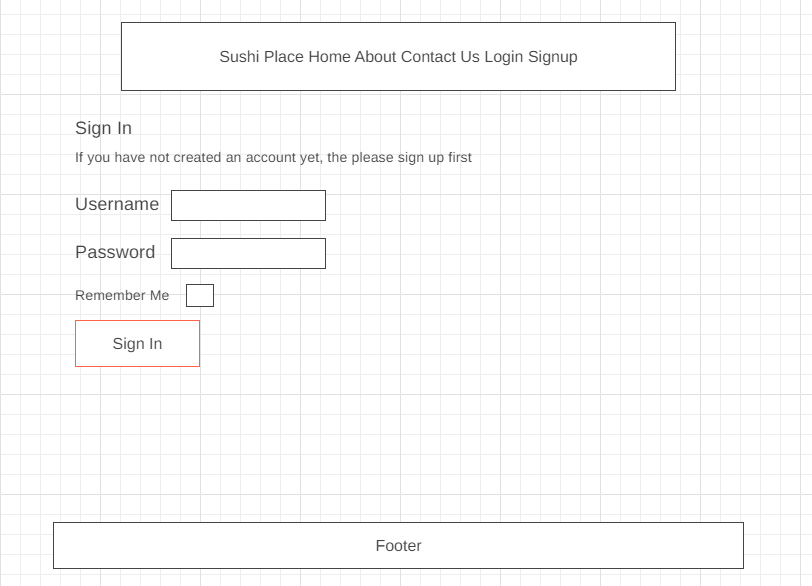 Sushi Place Home About Contact Us Login Signup
Sign In
If you have not created an account yet, the please sign up first
Username
Password
Remember Me
Sign In
Footer